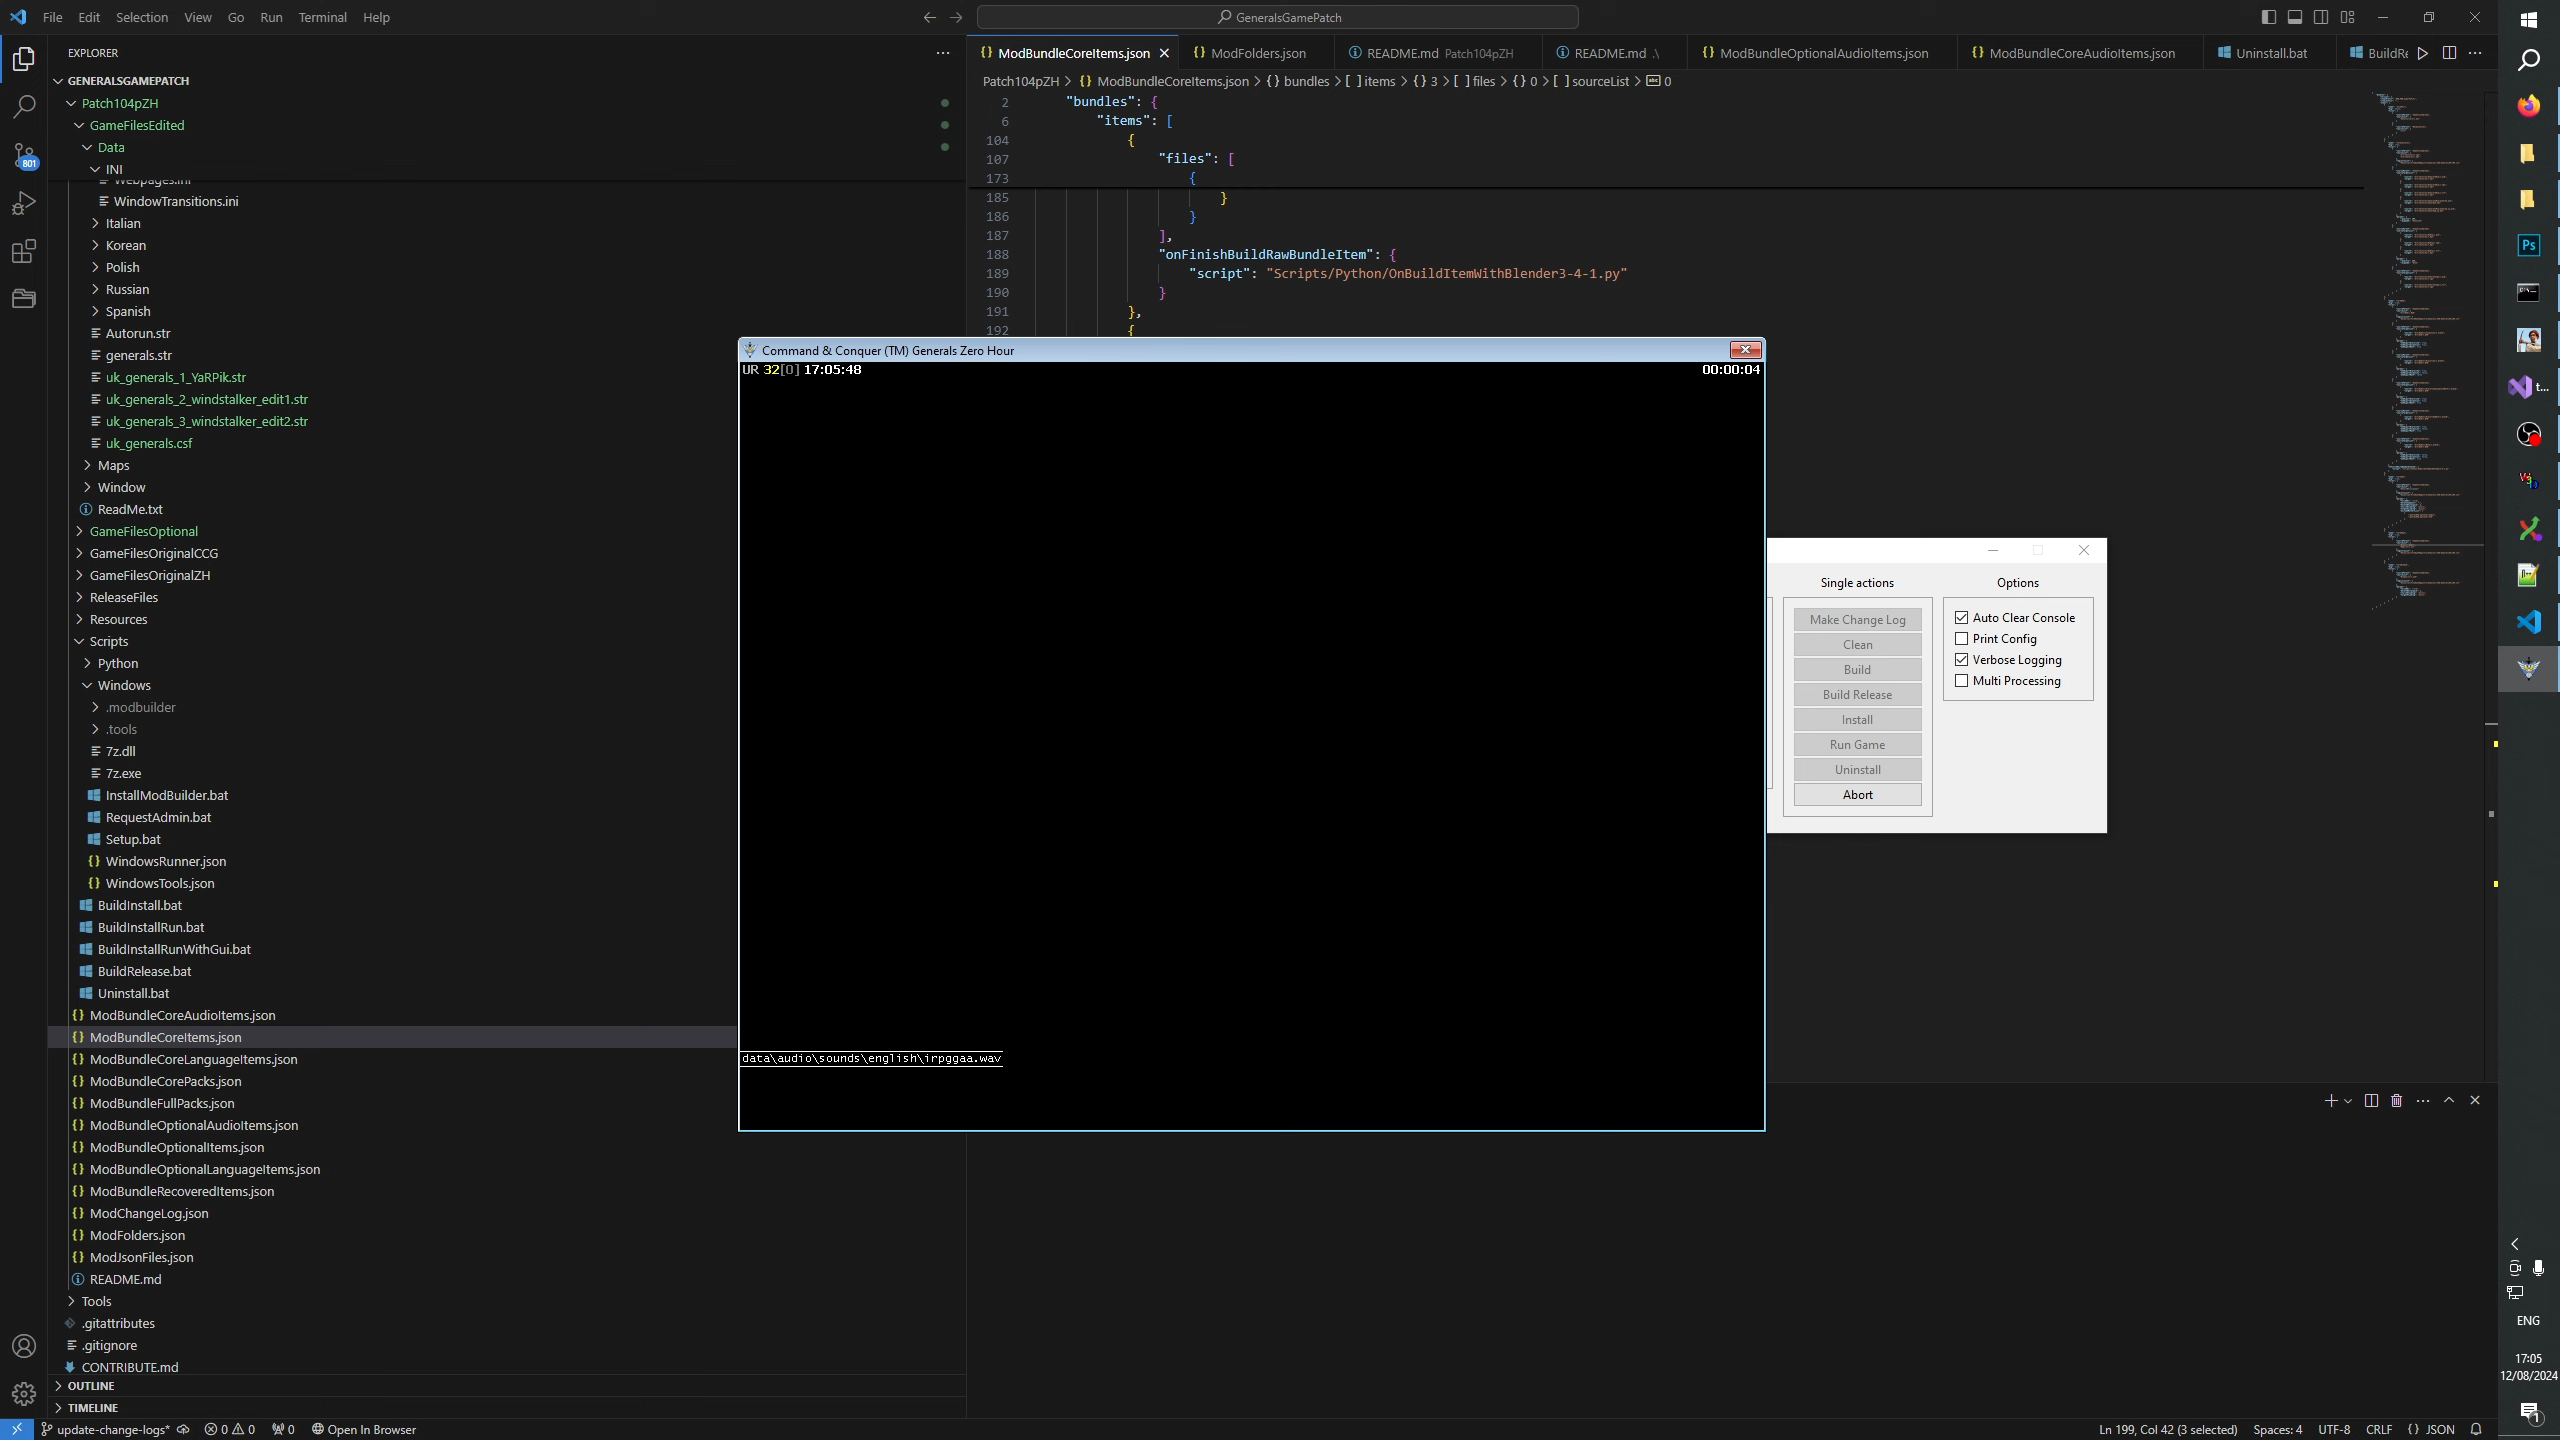 File Edit Selection View Go Run Terminal Help
GeneralsGamePatch
EXPLORER
GENERALSGAMEPATCH
Patch104pZH
GameFilesEdited
Data
INI
Webpages.ini
WindowTransitions.ini
Italian
Korean
Polish
Russian
Spanish
Autorun.str
generals.str
uk_generals_1_YaRPik.str
uk_generals_2_windstalker_edit1.str
uk_generals_3_windstalker_edit2.str
uk_generals.csf
Maps
Window
ReadMe.txt
GameFilesOptional
GameFilesOriginalCCG
GameFilesOriginalZH
ReleaseFiles
Resources
Scripts
Python
Windows
.modbuilder
.tools
7z.dll
7z.exe
InstallModBuilder.bat
RequestAdmin.bat
Setup.bat
WindowsRunner.json
WindowsTools.json
BuildInstall.bat
BuildInstallRun.bat
BuildInstallRunWithGui.bat
BuildRelease.bat
Uninstall.bat
ModBundleCoreAudioItems.json
ModBundleCoreItems.json
ModBundleCoreLanguageItems.json
ModBundleCorePacks.json
ModBundleFullPacks.json
ModBundleOptionalAudioItems.json
ModBundleOptionalItems.json
ModBundleOptionalLanguageItems.json
ModBundleRecoveredItems.json
ModChangeLog.json
ModFolders.json
ModJsonFiles.json
README.md
Tools
.gitattributes
.gitignore
CONTRIBUTE.md
OUTLINE
TIMELINE
801
ModBundleCoreItems.json ModFolders.json README.md Patch104pZH README.md .\ ModBundleOptionalAudioItems.json ModBundleCoreAudioItems.json Uninstall.bat BuildRe
Patch104pZH > {} ModBundleCoreItems.json > {} bundles > [ ] items > {} 3 > [ ] files > {} 0 > [ ] sourceList > 0
2 "bundles": {
6 "items": [
104 {
107 "files": [
173 {
185 }
186 }
187 ],
188 "onFinishBuildRawBundleItem": {
189 "script": "Scripts/Python/OnBuildItemWithBlender3-4-1.py"
190 }
191 },
192 {
Command & Conquer (TM) Generals Zero Hour
UR 32[0] 17:05:48 00:00:04
data\audio\sounds\english\irpggaa.wav
Single actions
Make Change Log
Clean
Build
Build Release
Install
Run Game
Uninstall
Abort
Options
Auto Clear Console
Print Config
Verbose Logging
Multi Processing
Ps
t...
ENG
17:05
12/08/2024
1
update-change-logs* 0 0 0 Open In Browser
Ln 199, Col 42 (3 selected) Spaces: 4 UTF-8 CRLF {} JSON